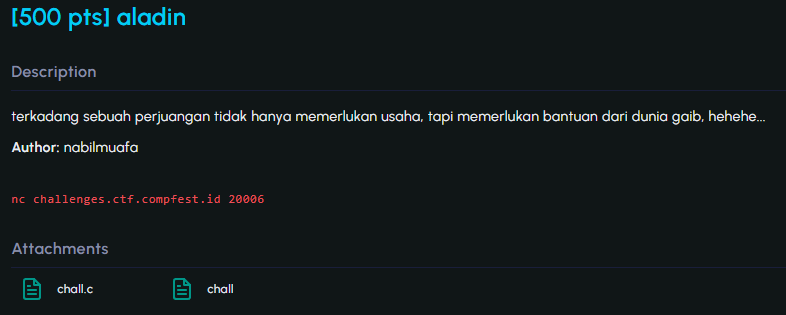 [500 pts] aladin
Description
terkadang sebuah perjuangan tidak hanya memerlukan usaha, tapi memerlukan bantuan dari dunia gaib, hehehe...
Author: nabilmuafa
nc challenges.ctf.compfest.id 20006
Attachments
chall.c chall